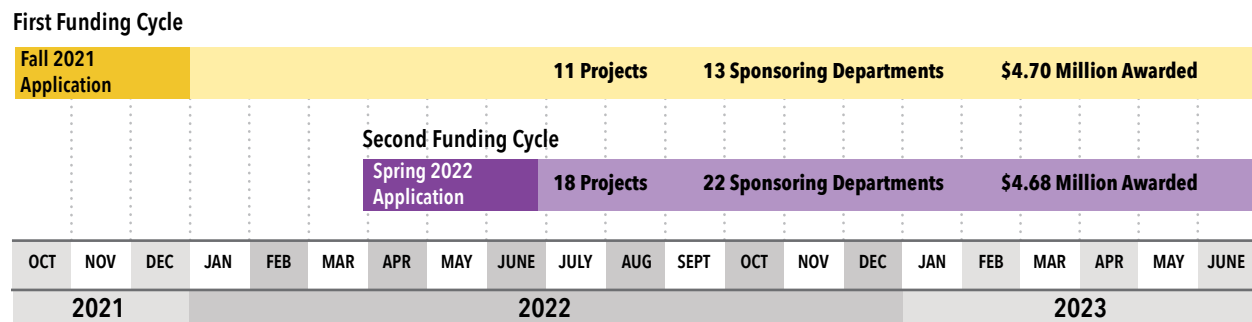 First Funding Cycle
Fall 2021
Application
11 Projects 13 Sponsoring Departments $4.70 Million Awarded
Second Funding Cycle
Spring 2022
Application
18 Projects 22 Sponsoring Departments $4.68 Million Awarded
OCT NOV DEC JAN FEB MAR APR MAY JUNE JULY AUG SEPT OCT NOV DEC JAN FEB MAR APR MAY JUNE
2021 2022 2023